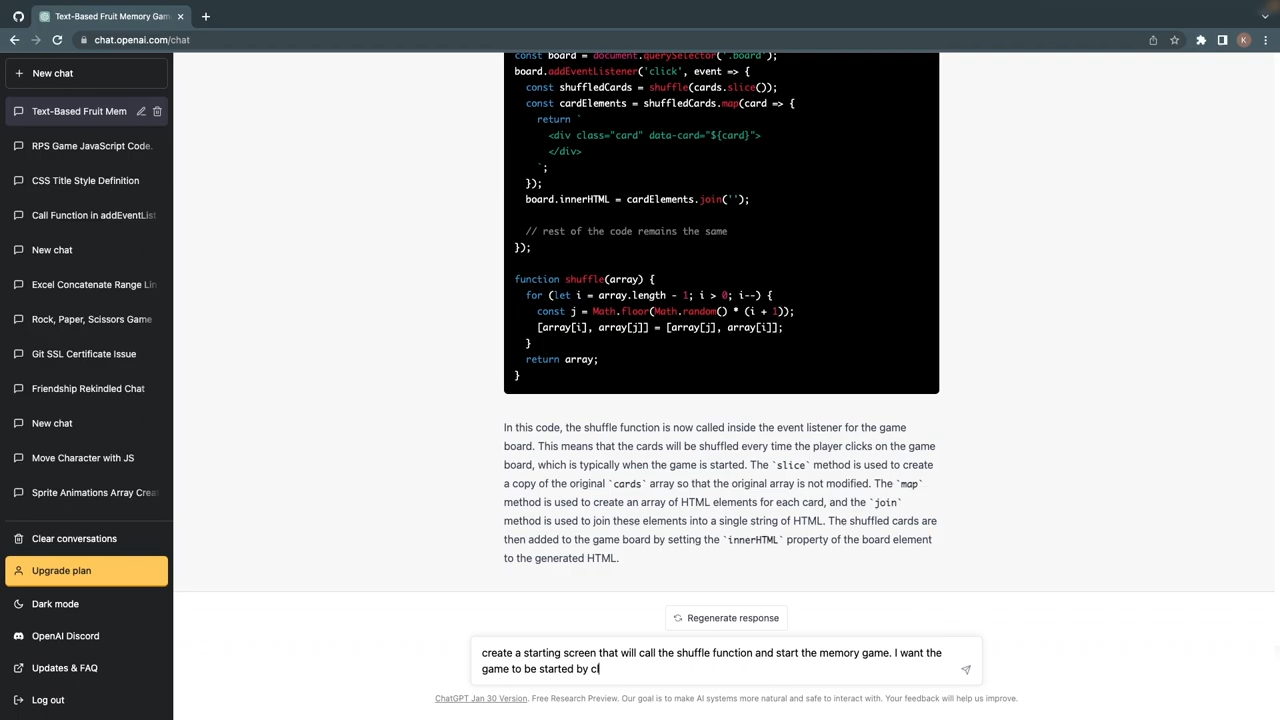 Text-Based Fruit Memory Gam
chat.openai.com/chat
K
New chat
Text-Based Fruit Mem
RPS Game JavaScript Code.
CSS Title Style Definition
Call Function in addEventList
New chat
Excel Concatenate Range Lin
Rock, Paper, Scissors Game
Git SSL Certificate Issue
Friendship Rekindled Chat
New chat
Move Character with JS
Sprite Animations Array Crea
Clear conversations
Upgrade plan
Dark mode
OpenAI Discord
Updates & FAQ
Log out
const board = document.querySelector('.board');
board.addEventListener('click', event => {
const shuffledCards = shuffle(cards.slice());
const cardElements = shuffledCards.map(card => {
return `
<div class="card" data-card="${card}">
</div>
`;
});
board.innerHTML = cardElements.join('');
// rest of the code remains the same
});
function shuffle(array) {
for (let i = array.length - 1; i > 0; i--) {
const j = Math.floor(Math.random() * (i + 1));
[array[i], array[j]] = [array[j], array[i]];
}
return array;
}
In this code, the shuffle function is now called inside the event listener for the game
board. This means that the cards will be shuffled every time the player clicks on the game
board, which is typically when the game is started. The `slice` method is used to create
a copy of the original `cards` array so that the original array is not modified. The `map`
method is used to create an array of HTML elements for each card, and the `join`
method is used to join these elements into a single string of HTML. The shuffled cards are
then added to the game board by setting the `innerHTML` property of the board element
to the generated HTML.
Regenerate response
create a starting screen that will call the shuffle function and start the memory game. I want the
game to be started by cl
ChatGPT Jan 30 Version. Free Research Preview. Our goal is to make AI systems more natural and safe to interact with. Your feedback will help us improve.